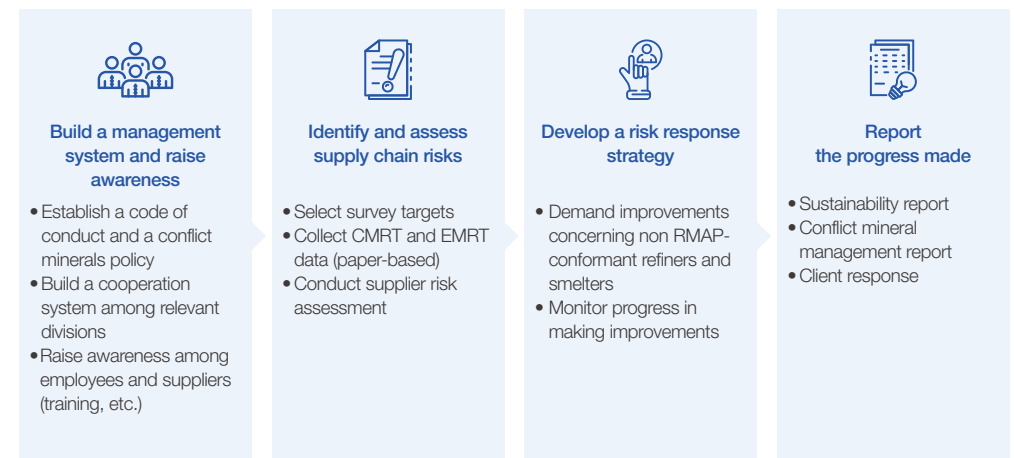 Build a management
system and raise
awareness
•Establish a code of
conduct and a conflict
minerals policy
•Build a cooperation
system among relevant
divisions
•Raise awareness among
employees and suppliers
(training, etc.)
Identify and assess
supply chain risks
•Select survey targets
•Collect CMRT and EMRT
data (paper-based)
•Conduct supplier risk
assessment
Develop a risk response
strategy
• Demand improvements
concerning non RMAP-
conformant refiners and
smelters
• Monitor progress in
making improvements
Report
the progress made
•Sustainability report
•Conflict mineral
management report
•Client response